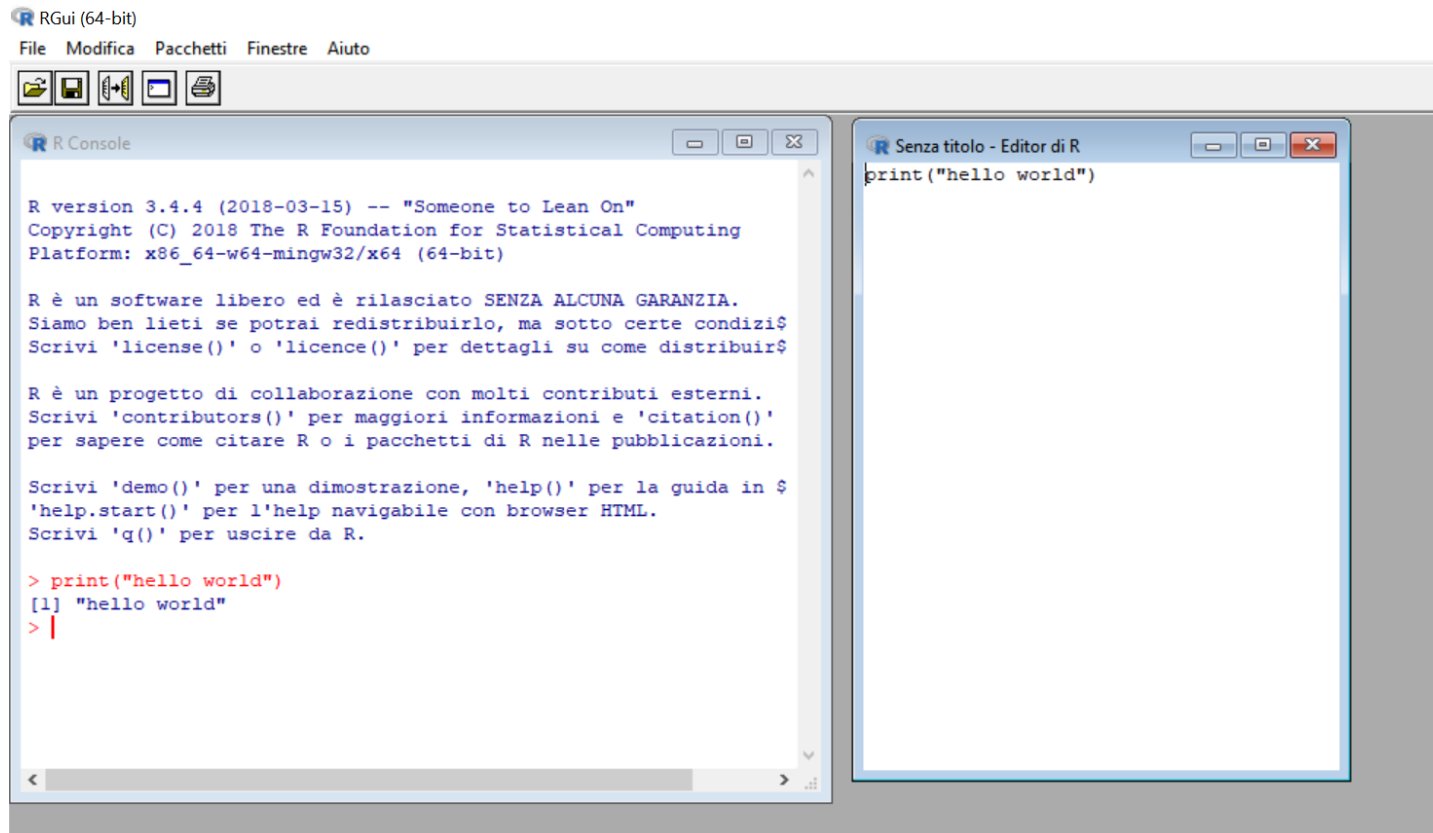 RGui (64-bit)
File Modifica Pacchetti Finestre Aiuto
R Console
R version 3.4.4 (2018-03-15) -- "Someone to Lean On"
Copyright (C) 2018 The R Foundation for Statistical Computing
Platform: x86_64-w64-mingw32/x64 (64-bit)
R è un software libero ed è rilasciato SENZA ALCUNA GARANZIA.
Siamo ben lieti se potrai redistribuirlo, ma sotto certe condizi$
Scrivi 'license()' o 'licence()' per dettagli su come distribuir$
R è un progetto di collaborazione con molti contributi esterni.
Scrivi 'contributors()' per maggiori informazioni e 'citation()'
per sapere come citare R o i pacchetti di R nelle pubblicazioni.
Scrivi 'demo()' per una dimostrazione, 'help()' per la guida in $
'help.start()' per l'help navigabile con browser HTML.
Scrivi 'q()' per uscire da R.
> print("hello world")
[1] "hello world"
>
Senza titolo - Editor di R
print("hello world")